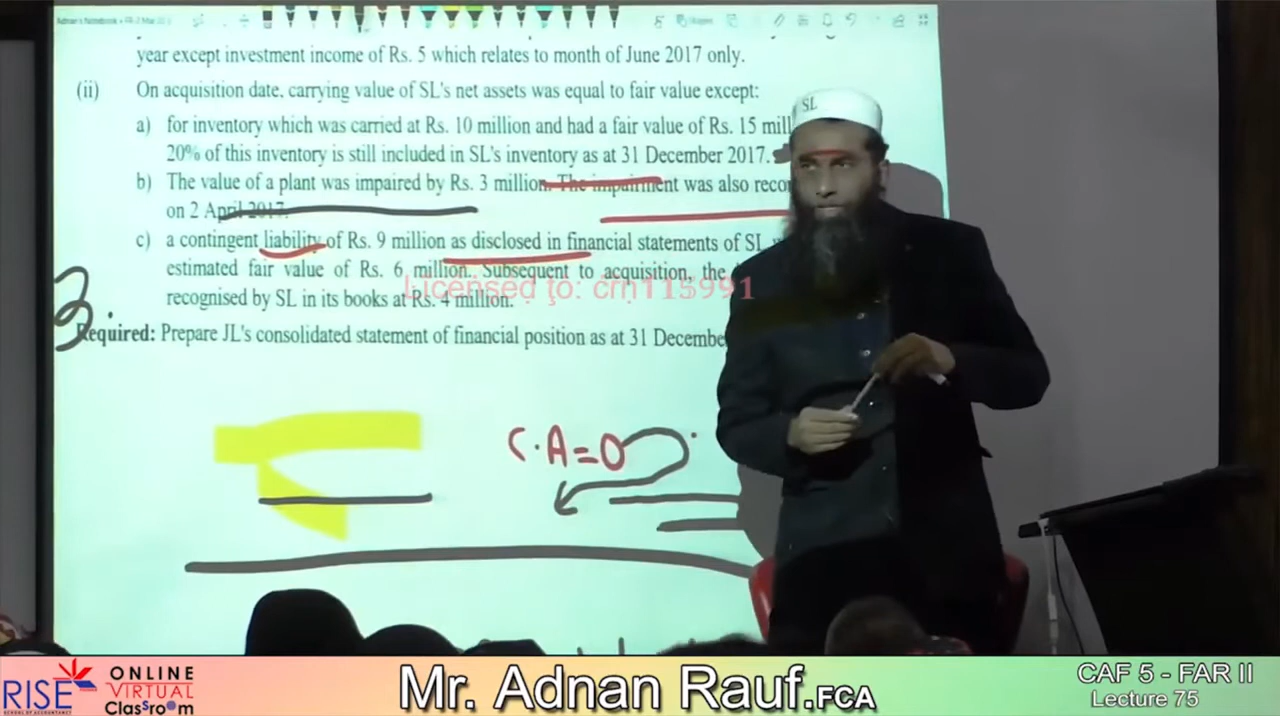 Adnan's Notebook
year except investment income of Rs. 5 which relates to month of June 2017 only.
(ii) On acquisition date, carrying value of SL's net assets was equal to fair value except:
SL
a) for inventory which was carried at Rs. 10 million and had a fair value of Rs. 15 mill
20% of this inventory is still included in SL's inventory as at 31 December 2017.
b) The value of a plant was impaired by Rs. 3 million. The impairment was also reco
on 2 April 2017.
c) a contingent liability of Rs. 9 million as disclosed in financial statements of SL
estimated fair value of Rs. 6 million. Subsequent to acquisition, the
Licensed to: crn115991
recognised by SL in its books at Rs. 4 million.
3
Required: Prepare JL's consolidated statement of financial position as at 31 Decembe
C.A=0
RISE
ONLINE
VIRTUAL
Classroom
Mr. Adnan Rauf.FCA
CAF 5 - FAR II
Lecture 75